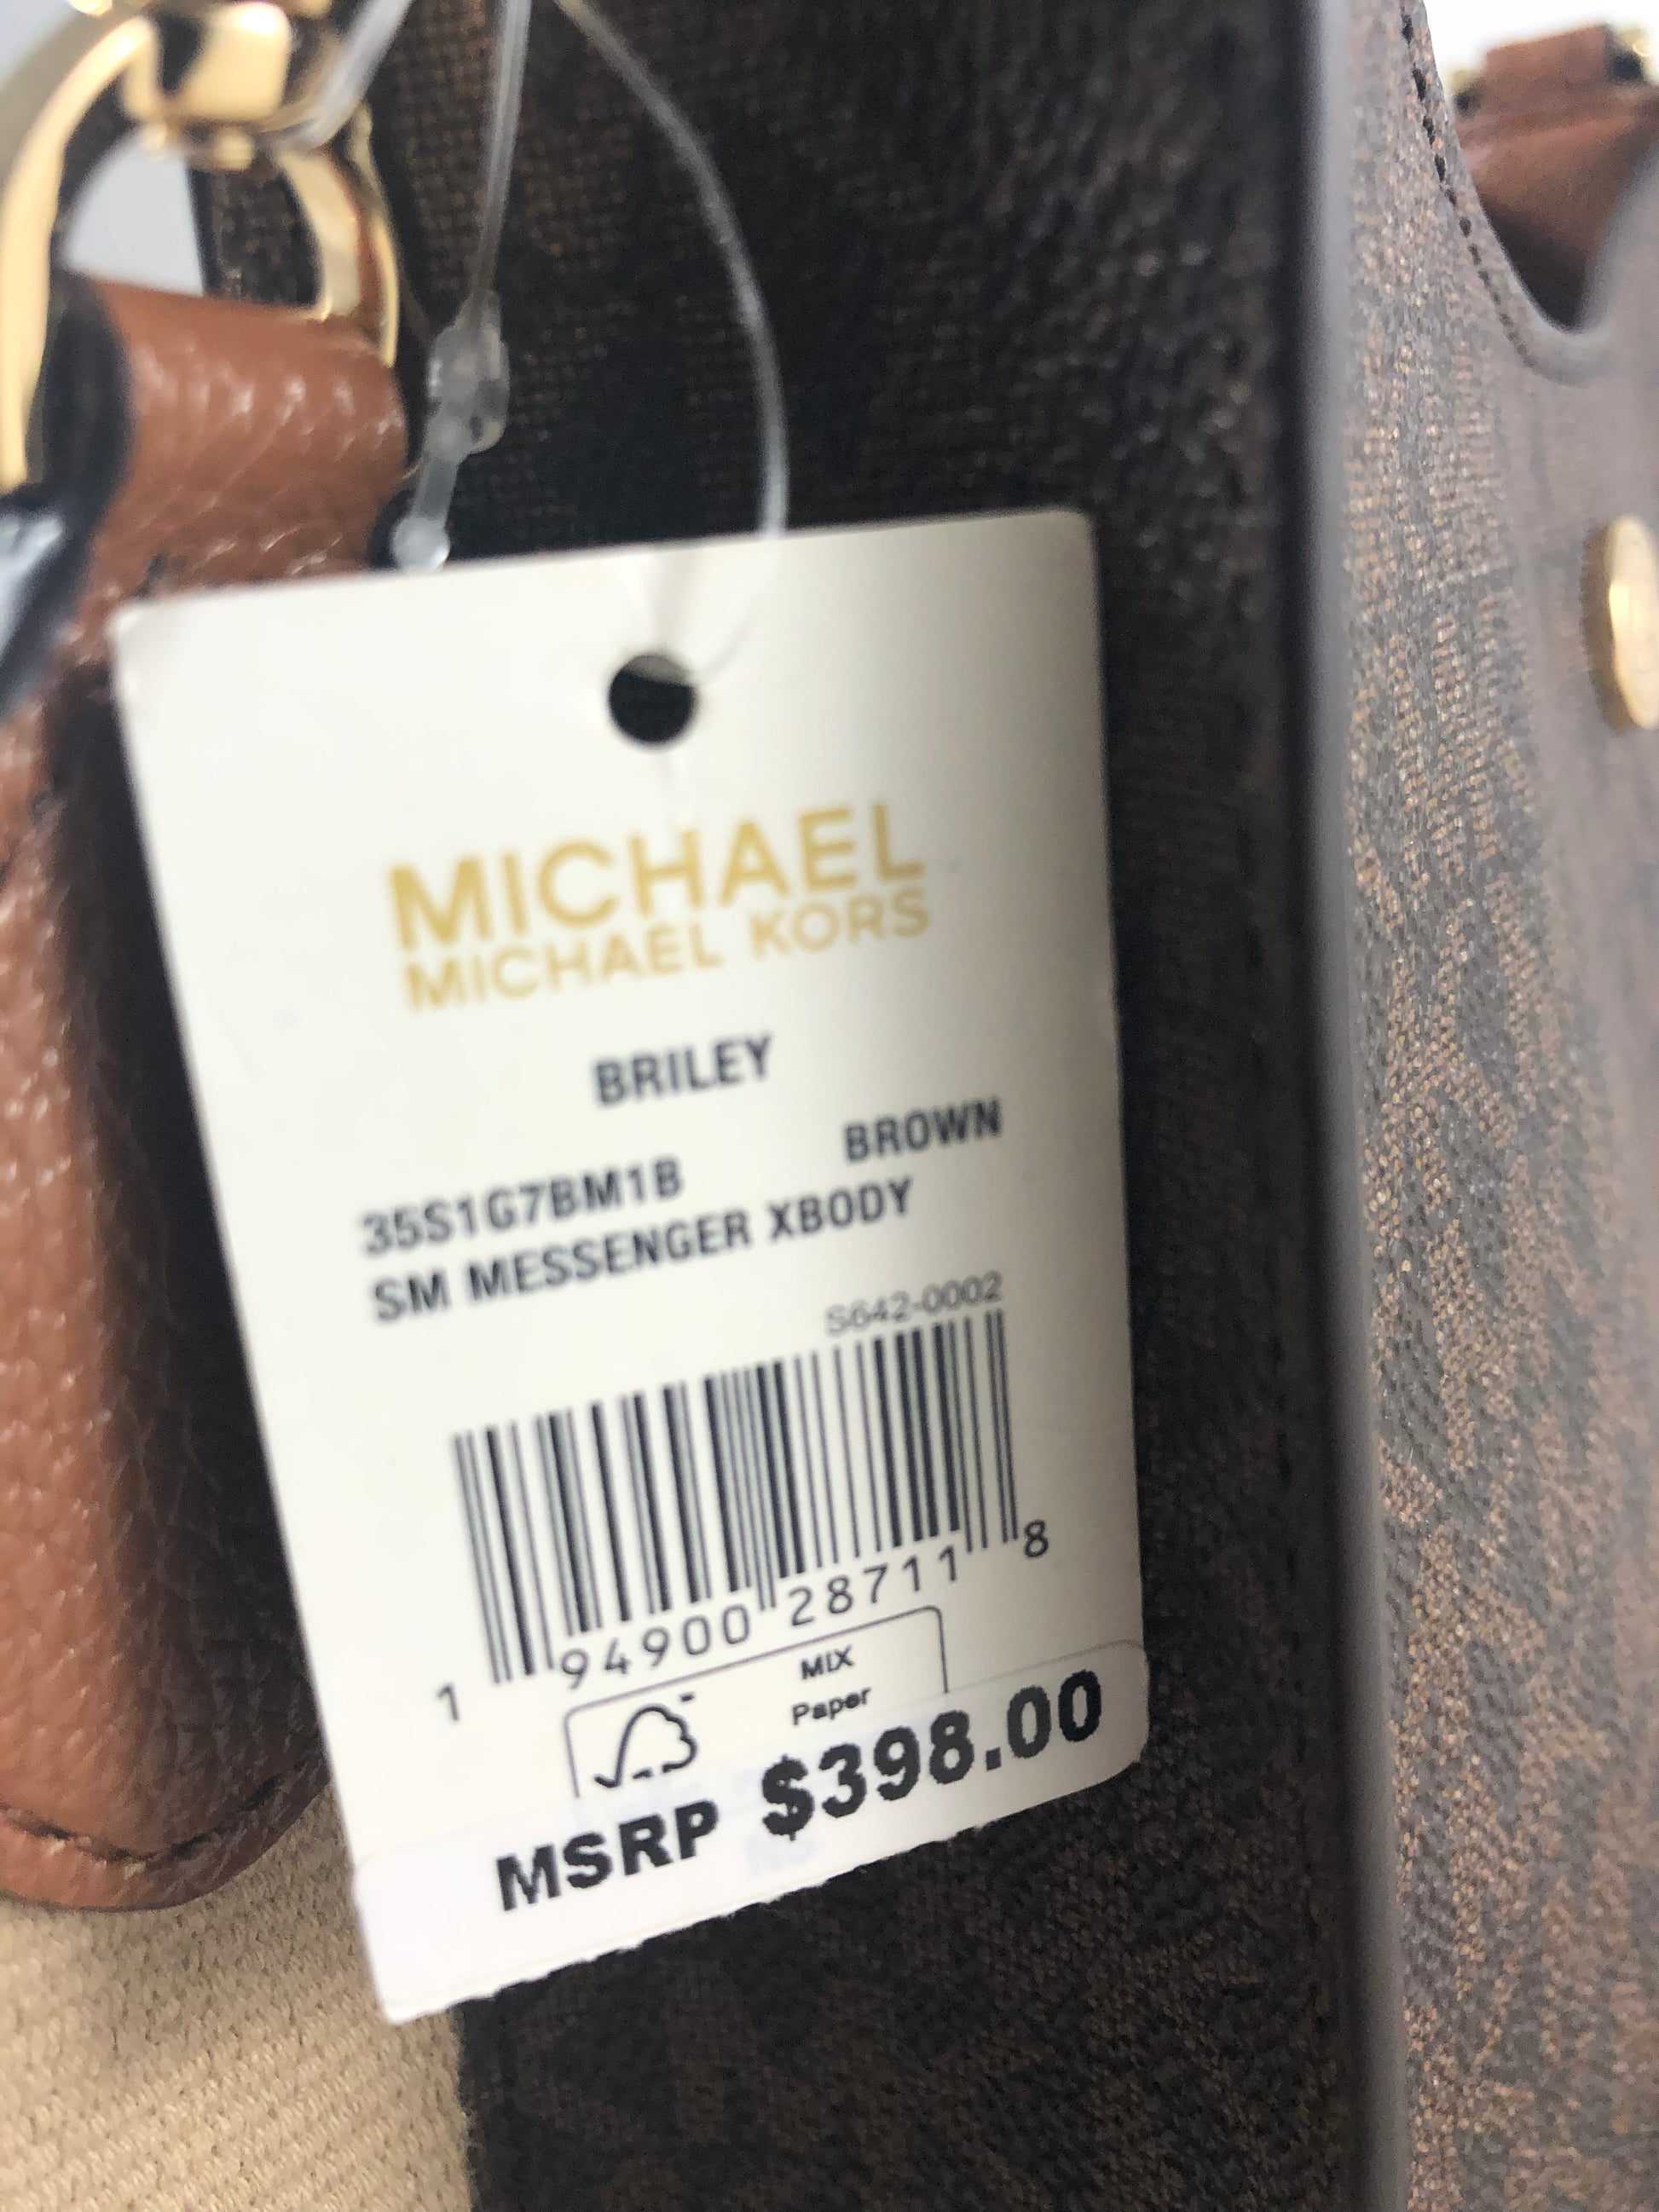 MICHAEL
MICHAEL KORS
BRILEY
35S1G7BM1B BROWN
SM MESSENGER XBODY
S642-0002
1 94900 28711 8
MIX
Paper
MSRP $398.00